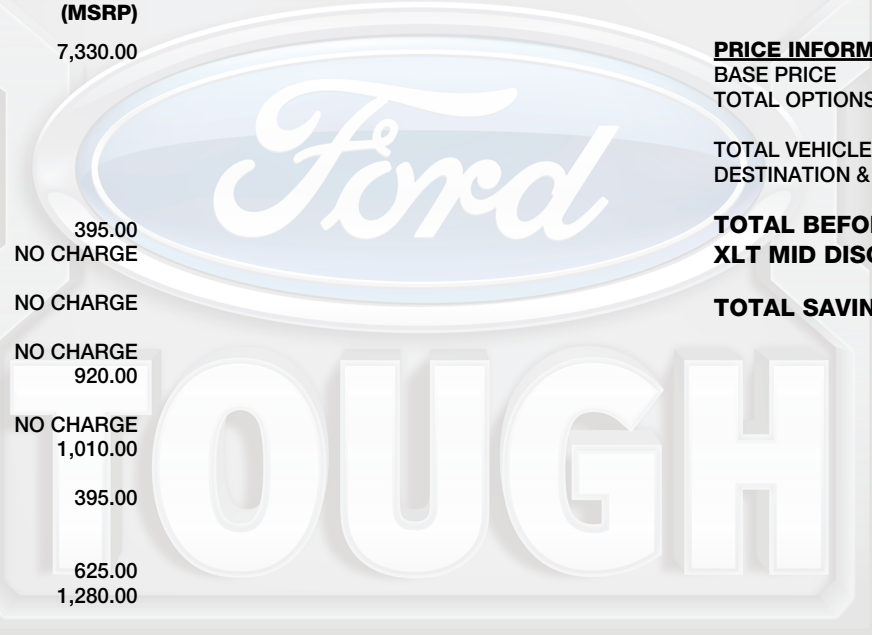 (MSRP)
7,330.00
395.00
NO CHARGE
NO CHARGE
NO CHARGE
920.00
NO CHARGE
1,010.00
395.00
625.00
1,280.00
PRICE INFORM
BASE PRICE
TOTAL OPTIONS
TOTAL VEHICLE
DESTINATION &
TOTAL BEFO
XLT MID DISC
TOTAL SAVIN
Ford
TOUGH